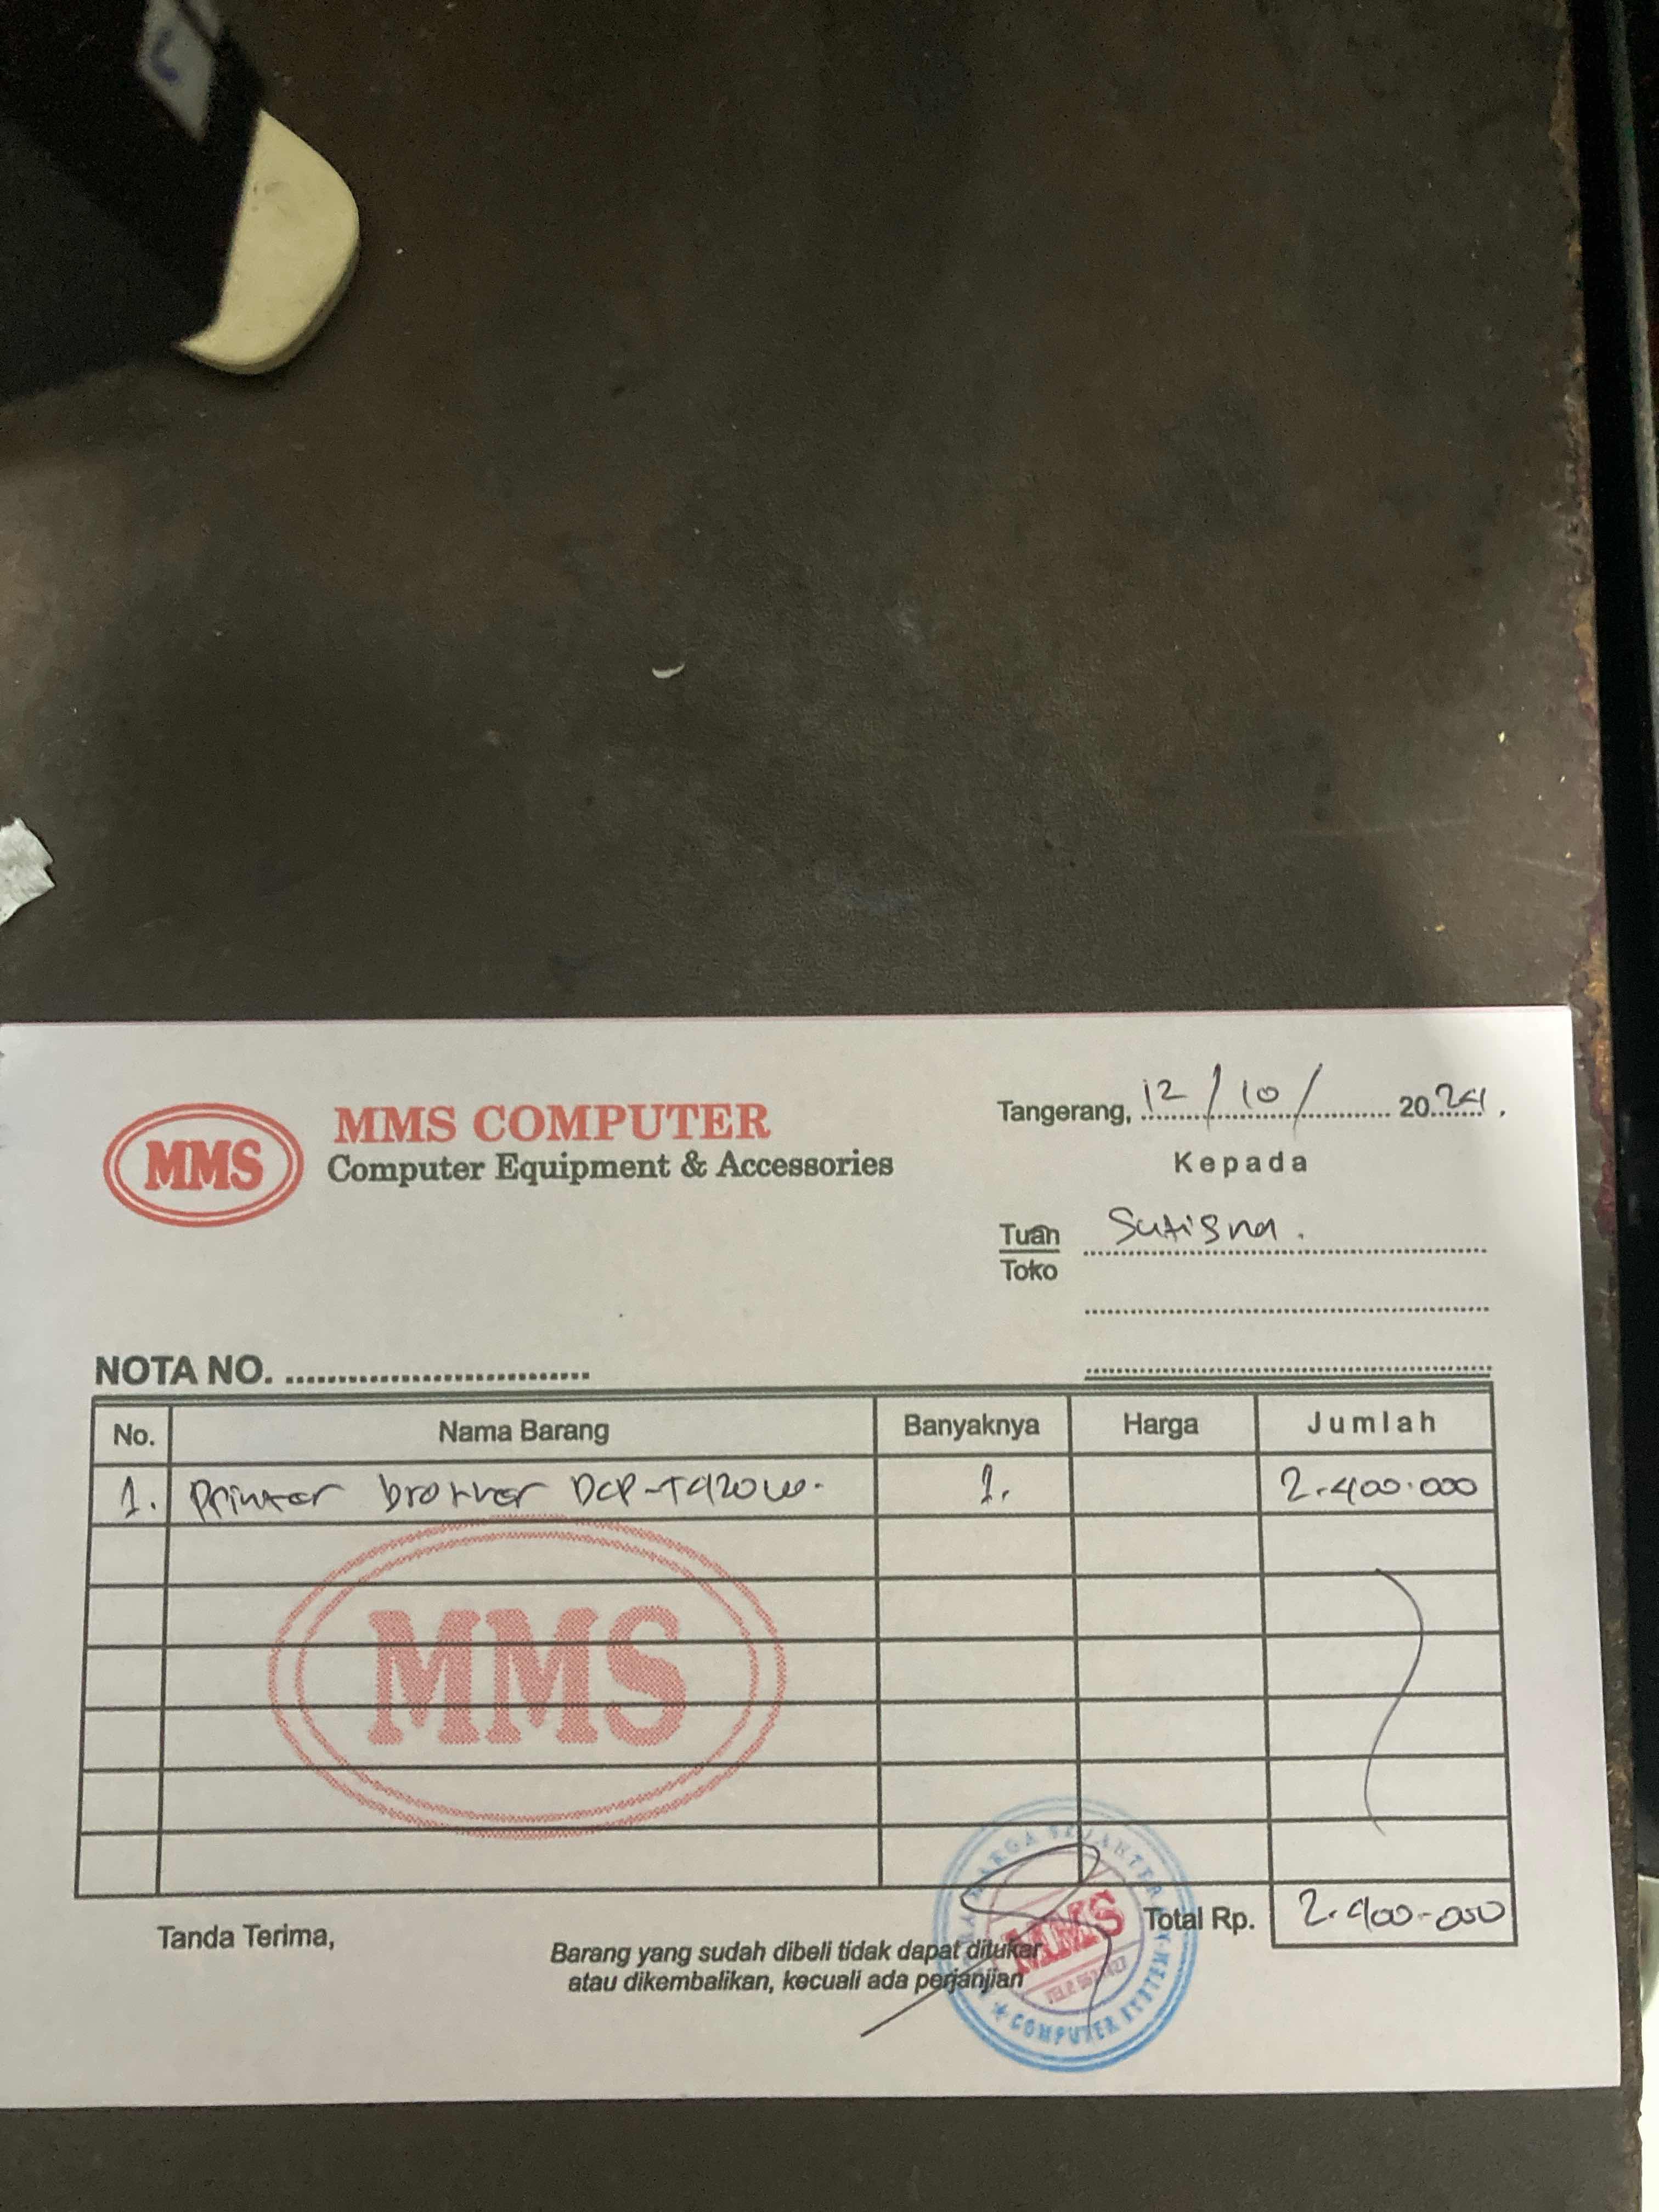 MMS
MMS COMPUTER
Computer Equipment & Accessories
Tangerang, 12 / 10 / 2024.
Kepada
Tuan Sutisna.
Toko
NOTA NO.
No. Nama Barang Banyaknya Harga Jumlah
1. Printer brother DCP-T420W. 1. 2.400.000
MMS
Total Rp. 2.400.000
Tanda Terima,
Barang yang sudah dibeli tidak dapat ditukar
atau dikembalikan, kecuali ada perjanjian
MMS
COMPUTER SYSTEM